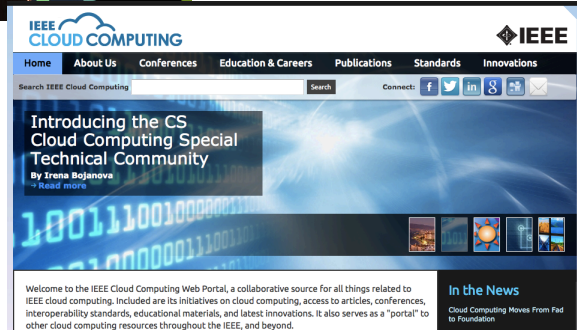 IEEE
CLOUD COMPUTING
IEEE
Home About Us Conferences Education & Careers Publications Standards Innovations
Search IEEE Cloud Computing Search Connect:
Introducing the CS
Cloud Computing Special
Technical Community
By Irena Bojanova
→ Read more
Welcome to the IEEE Cloud Computing Web Portal, a collaborative source for all things related to
IEEE cloud computing. Included are its initiatives on cloud computing, access to articles, conferences,
interoperability standards, educational materials, and latest innovations. It also serves as a "portal" to
other cloud computing resources throughout the IEEE, and beyond.
In the News
Cloud Computing Moves From Fad
to Foundation